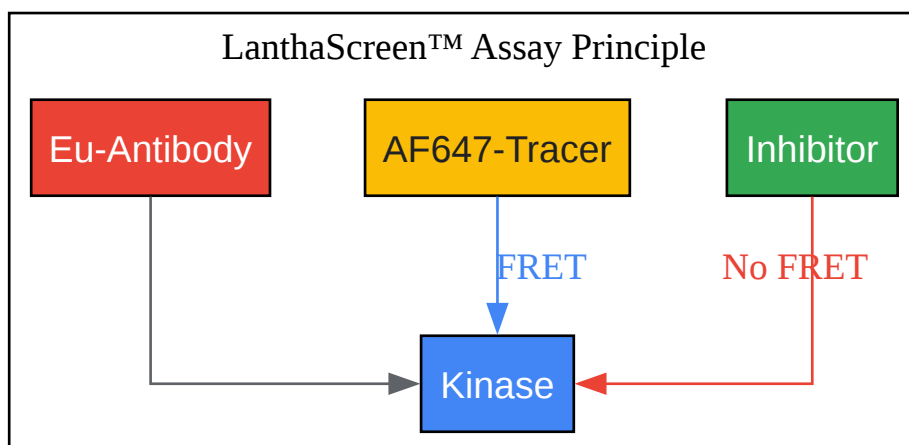 LanthaScreen™ Assay Principle
Eu-Antibody
AF647-Tracer
Inhibitor
FRET
No FRET
Kinase